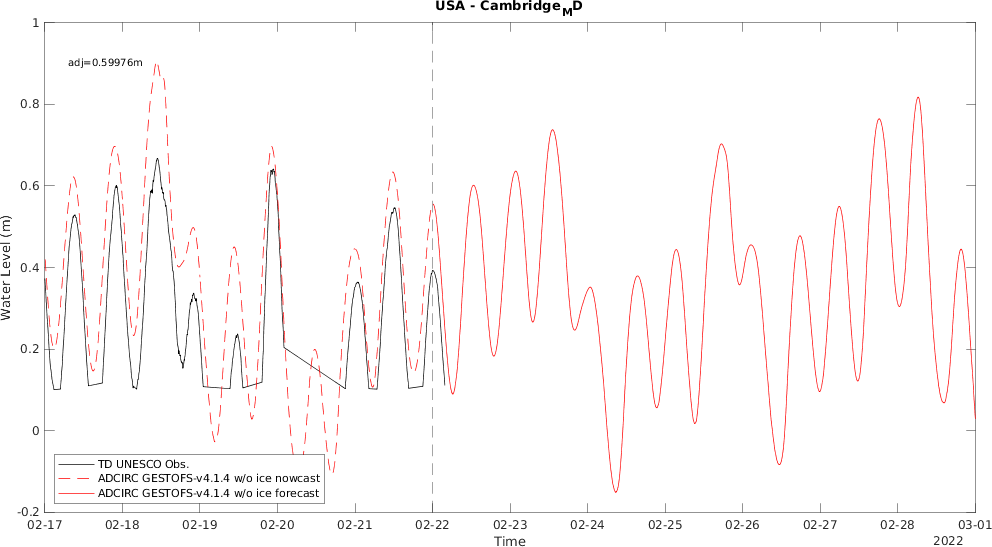 USA - Cambridge_MD
adj=0.59976m
1
0.8
0.6
0.4
0.2
0
-0.2
Water Level (m)
TD UNESCO Obs.
ADCIRC GESTOFS-v4.1.4 w/o ice nowcast
ADCIRC GESTOFS-v4.1.4 w/o ice forecast
02-17 02-18 02-19 02-20 02-21 02-22 02-23 02-24 02-25 02-26 02-27 02-28 03-01
Time
2022